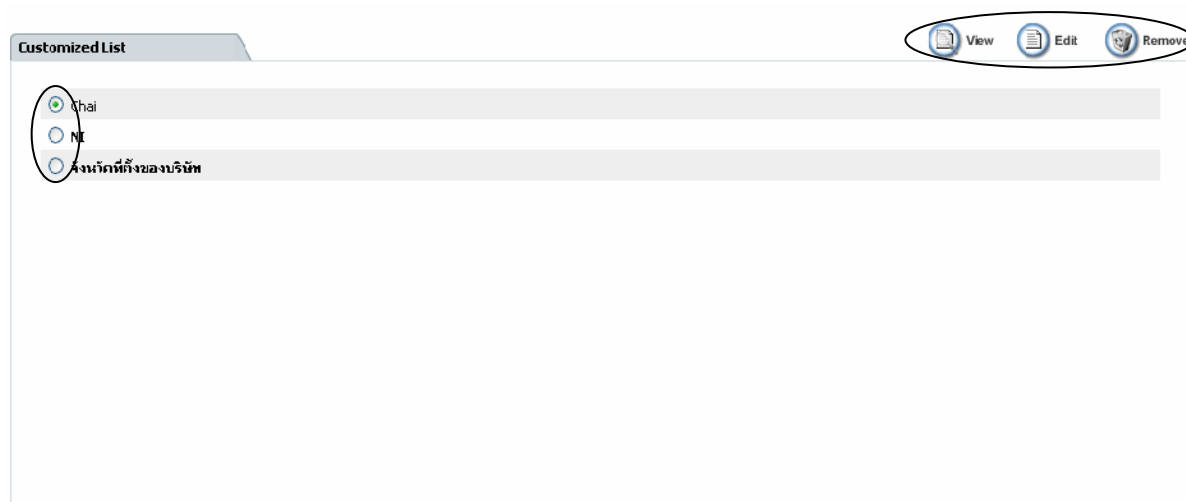 Customized List
View
Edit
Remove
Chai
NI
จังหวัดที่ตั้งของบริษัท